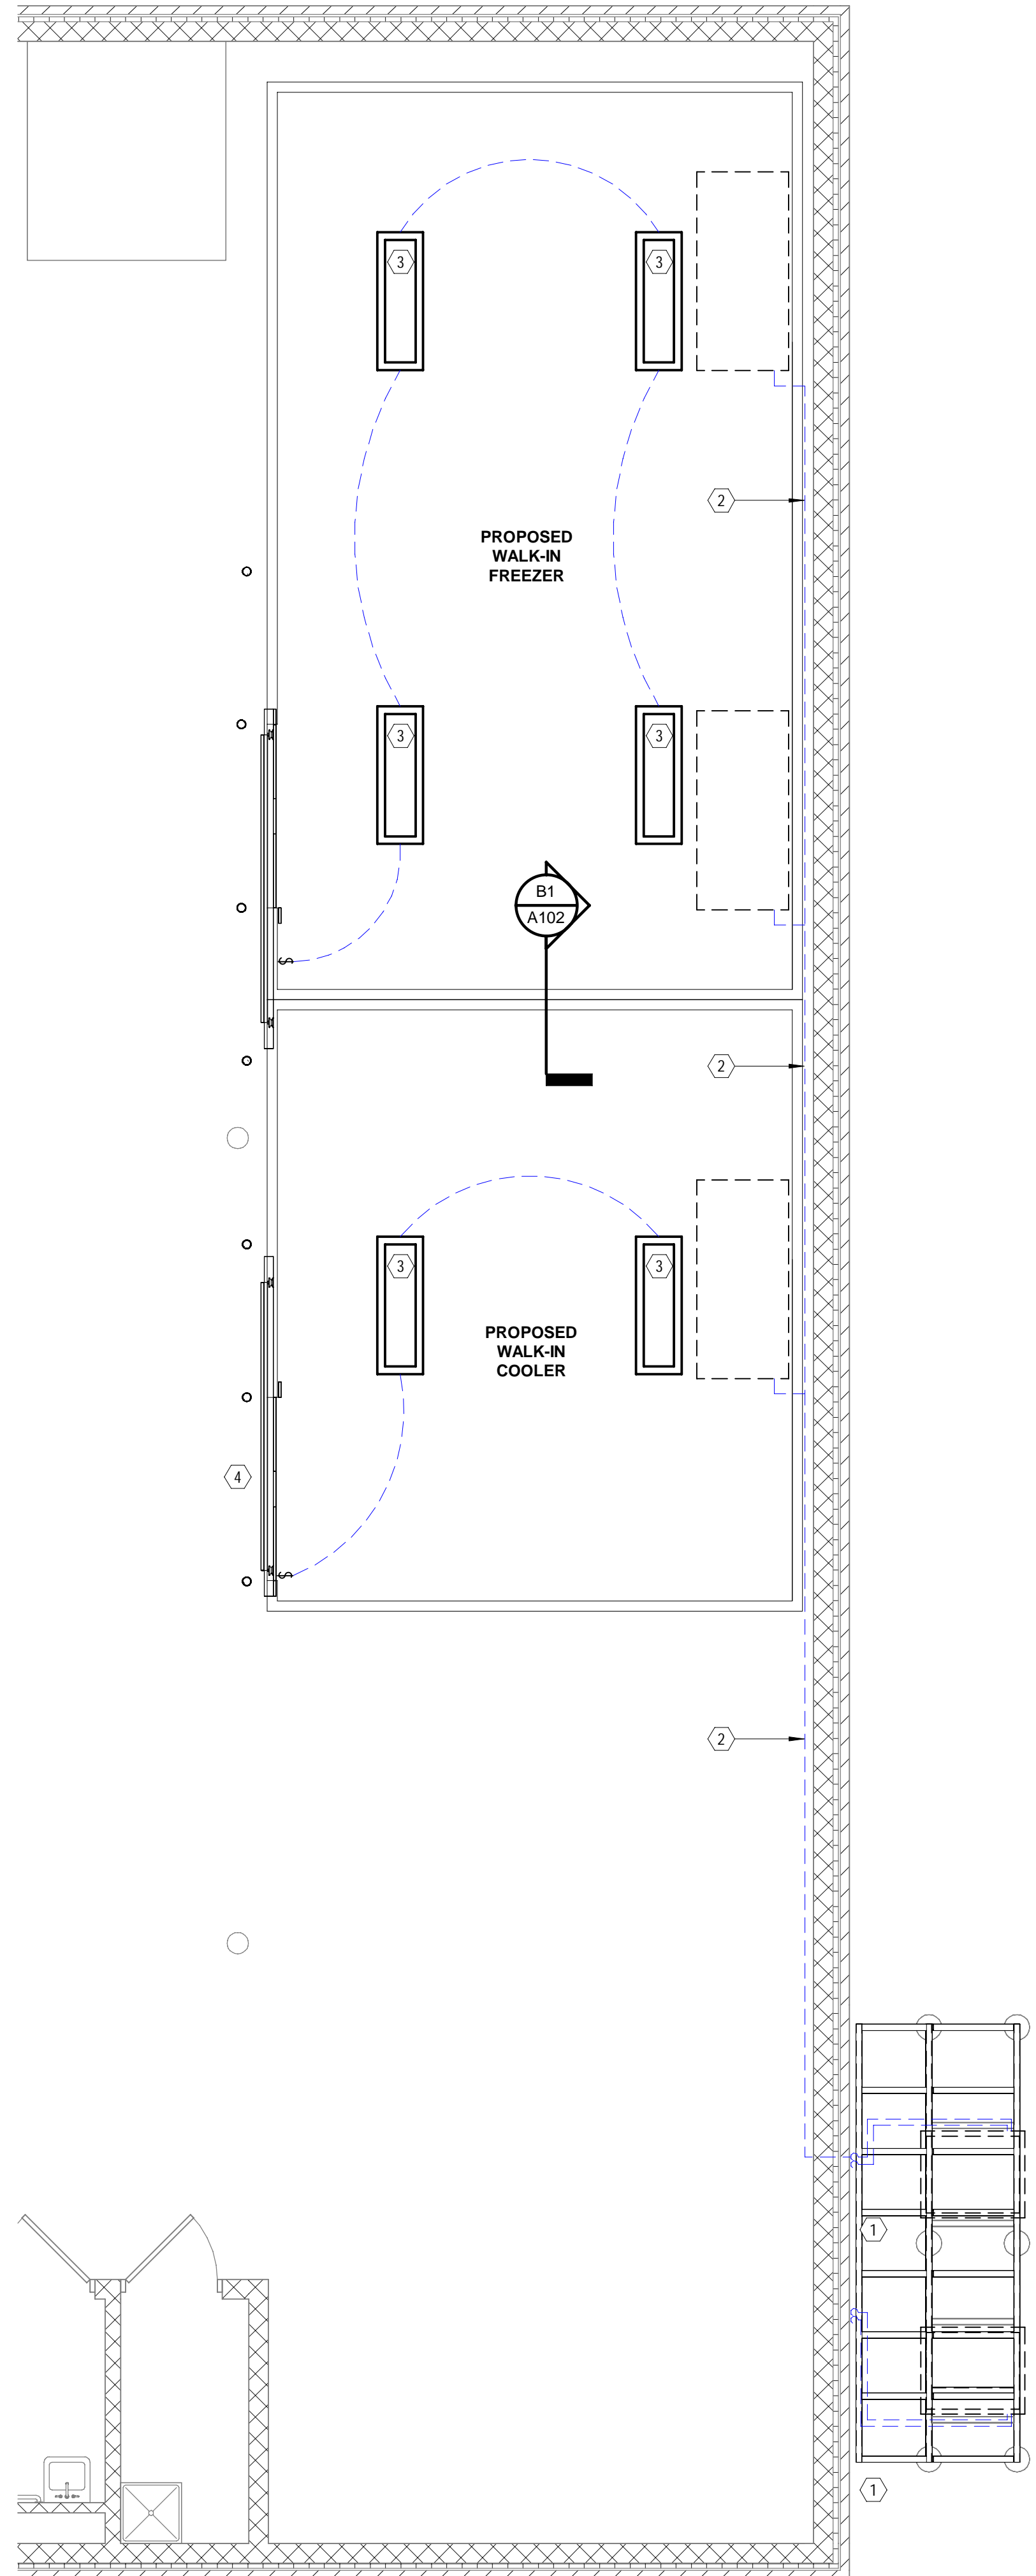 3
3
2
PROPOSED
WALK-IN
FREEZER
3
3
B1
A102
S
2
3
3
PROPOSED
WALK-IN
COOLER
4
S
2
1
1